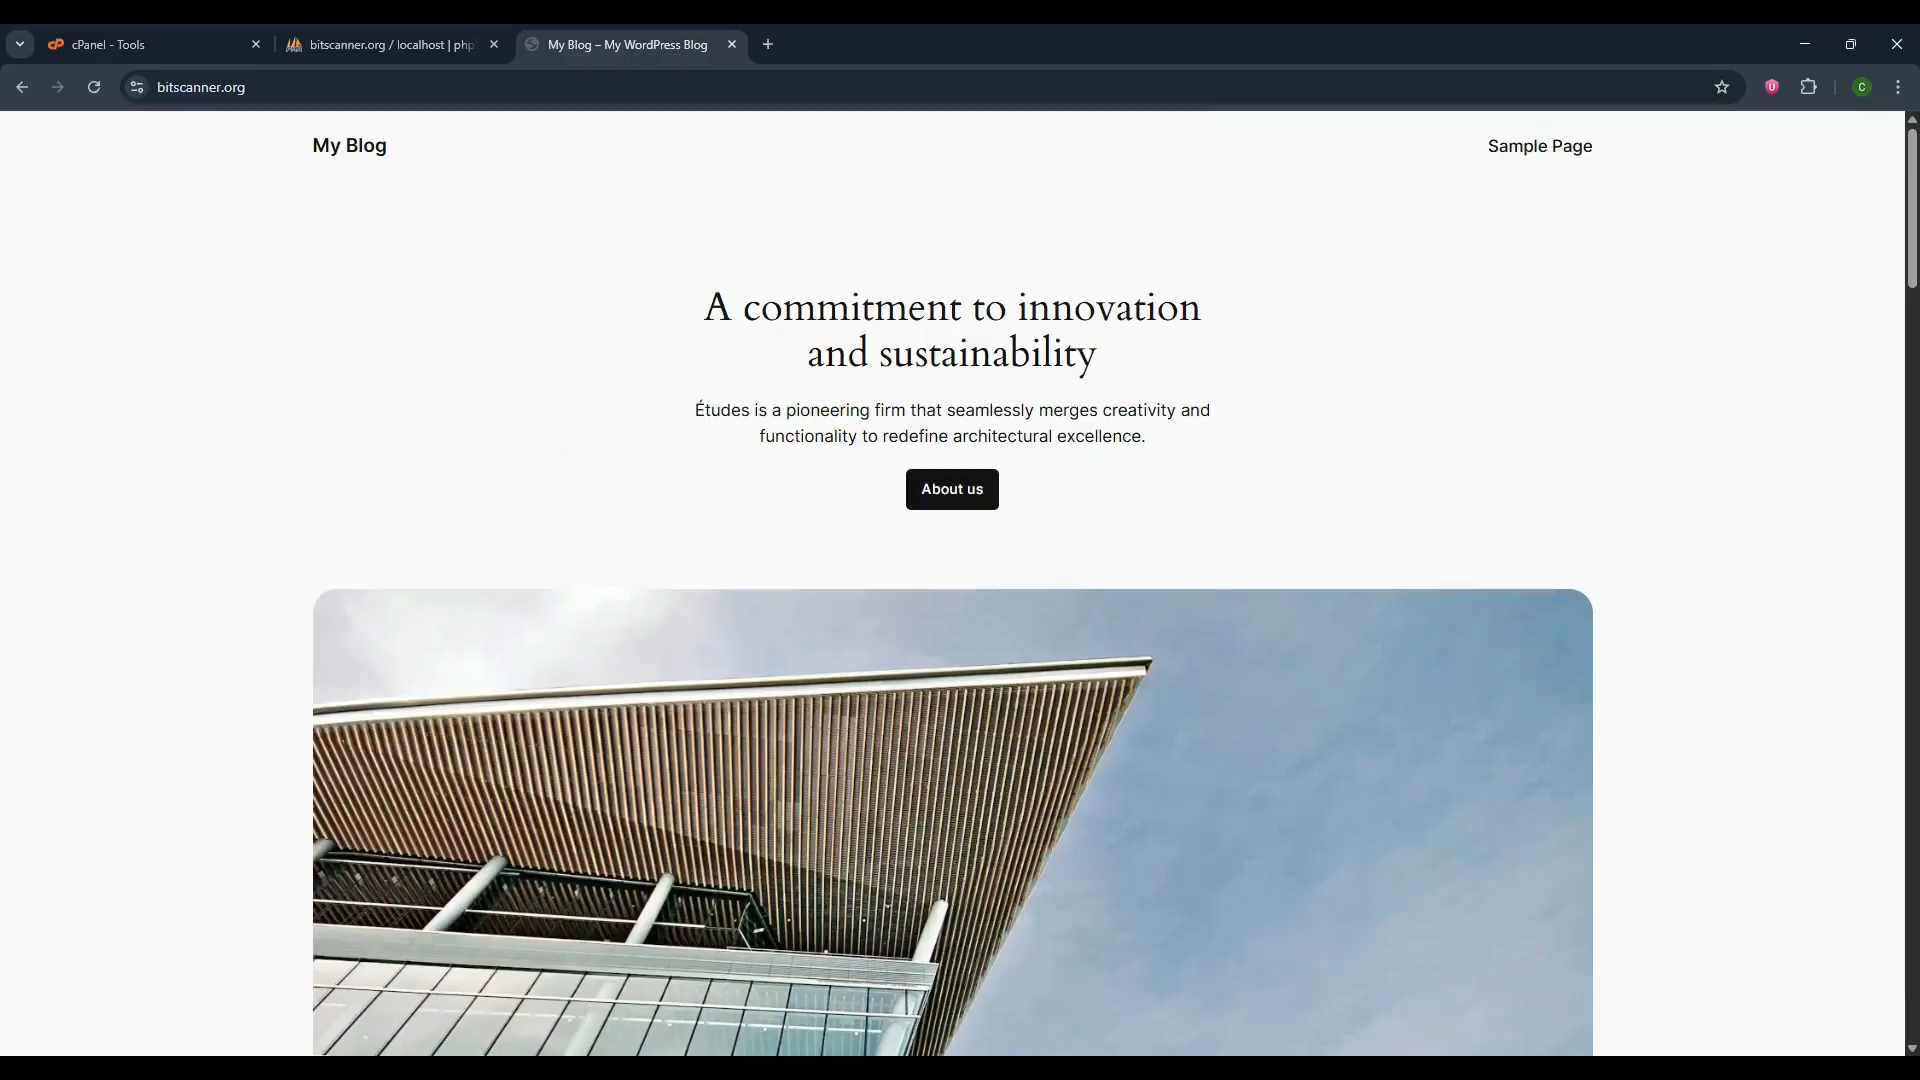 cPanel - Tools
bitscanner.org / localhost | php
My Blog – My WordPress Blog
bitscanner.org
C
My Blog
Sample Page
A commitment to innovation
and sustainability
Études is a pioneering firm that seamlessly merges creativity and
functionality to redefine architectural excellence.
About us